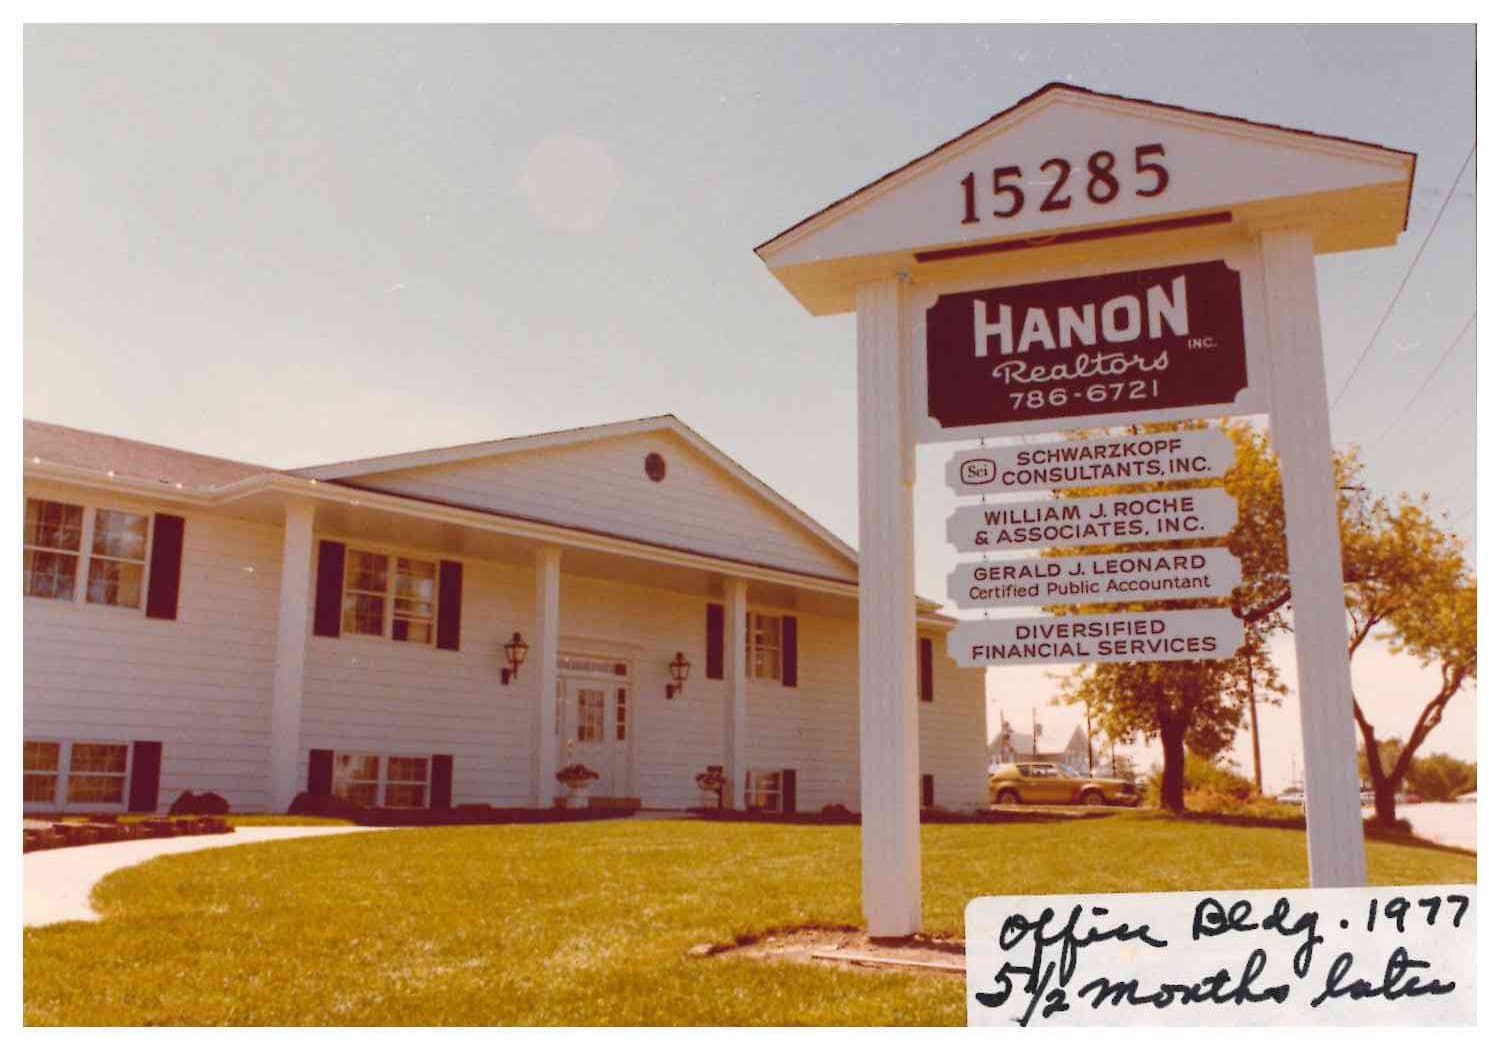 15285
HANON INC.
Realtors
786-6721
Sci SCHWARZKOPF
CONSULTANTS, INC.
WILLIAM J. ROCHE
& ASSOCIATES, INC.
GERALD J. LEONARD
Certified Public Accountant
DIVERSIFIED
FINANCIAL SERVICES
Office Bldg. 1977
5 1/2 months later